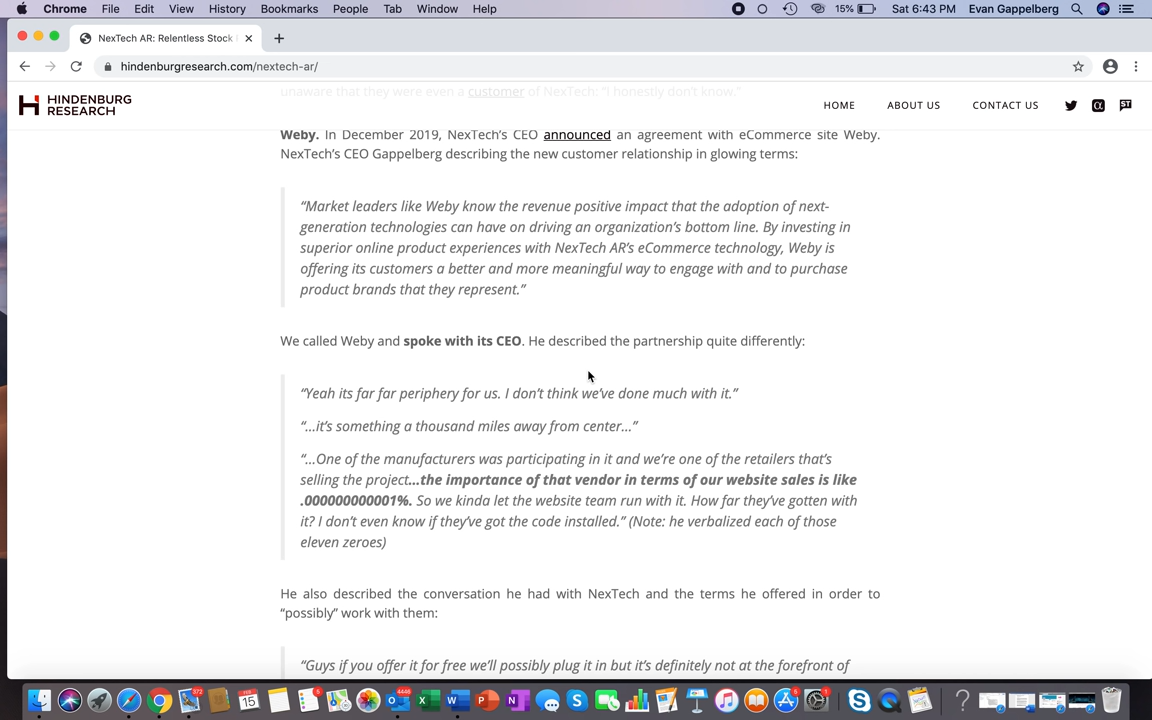 Chrome File Edit View History Bookmarks People Tab Window Help 15% Sat 6:43 PM Evan Gappelberg
NexTech AR: Relentless Stock
hindenburgresearch.com/nextech-ar/
unaware that they were even a customer of NexTech: “I honestly don’t know.”
HINDENBURG
RESEARCH
HOME ABOUT US CONTACT US
Weby. In December 2019, NexTech’s CEO announced an agreement with eCommerce site Weby.
NexTech’s CEO Gappelberg describing the new customer relationship in glowing terms:
“Market leaders like Weby know the revenue positive impact that the adoption of next-
generation technologies can have on driving an organization’s bottom line. By investing in
superior online product experiences with NexTech AR’s eCommerce technology, Weby is
offering its customers a better and more meaningful way to engage with and to purchase
product brands that they represent.”
We called Weby and spoke with its CEO. He described the partnership quite differently:
“Yeah its far far periphery for us. I don’t think we’ve done much with it.”
“…it’s something a thousand miles away from center…”
“…One of the manufacturers was participating in it and we’re one of the retailers that’s
selling the project…the importance of that vendor in terms of our website sales is like
.000000000001%. So we kinda let the website team run with it. How far they’ve gotten with
it? I don’t even know if they’ve got the code installed.” (Note: he verbalized each of those
eleven zeroes)
He also described the conversation he had with NexTech and the terms he offered in order to
“possibly” work with them:
“Guys if you offer it for free we’ll possibly plug it in but it’s definitely not at the forefront of